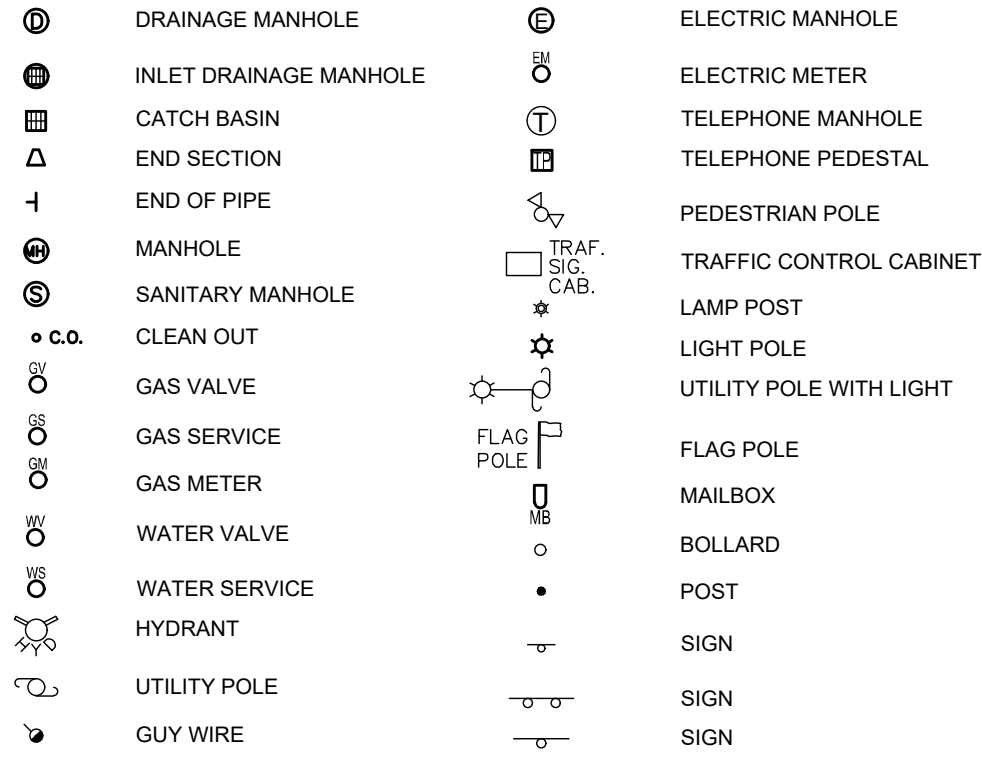 D DRAINAGE MANHOLE
INLET DRAINAGE MANHOLE
CATCH BASIN
END SECTION
END OF PIPE
MH MANHOLE
S SANITARY MANHOLE
C.O. CLEAN OUT
GV GAS VALVE
GS GAS SERVICE
GM GAS METER
WV WATER VALVE
WS WATER SERVICE
HYD HYDRANT
UTILITY POLE
GUY WIRE
E ELECTRIC MANHOLE
EM ELECTRIC METER
T TELEPHONE MANHOLE
TP TELEPHONE PEDESTAL
PEDESTRIAN POLE
TRAF.
SIG.
CAB.
TRAFFIC CONTROL CABINET
LAMP POST
LIGHT POLE
UTILITY POLE WITH LIGHT
FLAG
POLE
FLAG POLE
MAILBOX
MB
BOLLARD
POST
SIGN
SIGN
SIGN